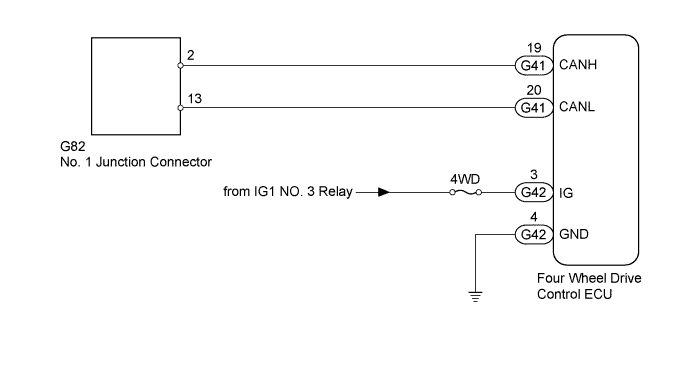 2
19
G41
CANH
13
20
G41
CANL
G82
No. 1 Junction Connector
from IG1 NO. 3 Relay
4WD
3
G42
IG
4
G42
GND
Four Wheel Drive
Control ECU